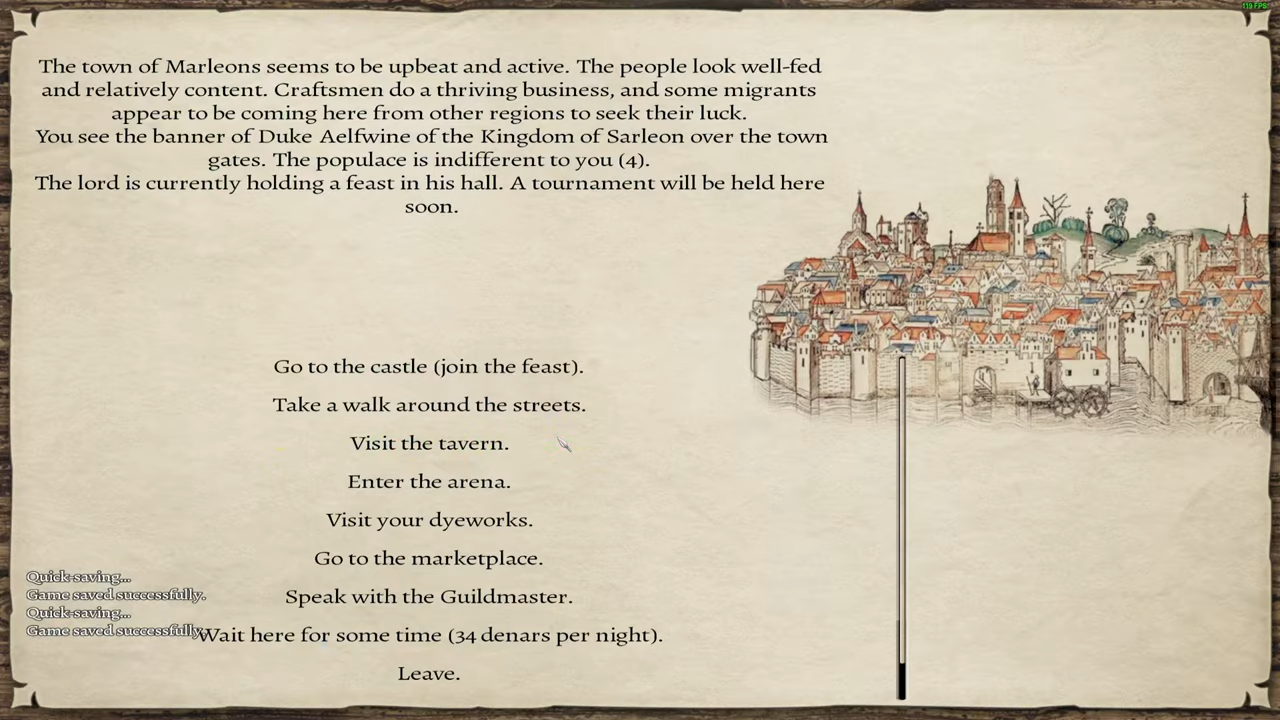 119 FPS
The town of Marleons seems to be upbeat and active. The people look well-fed
and relatively content. Craftsmen do a thriving business, and some migrants
appear to be coming here from other regions to seek their luck.
You see the banner of Duke Aelfwine of the Kingdom of Sarleon over the town
gates. The populace is indifferent to you (4).
The lord is currently holding a feast in his hall. A tournament will be held here
soon.
Go to the castle (join the feast).
Take a walk around the streets.
Visit the tavern.
Enter the arena.
Visit your dyeworks.
Go to the marketplace.
Speak with the Guildmaster.
Wait here for some time (34 denars per night).
Leave.
Quick-saving...
Game saved successfully.
Quick-saving...
Game saved successfully.